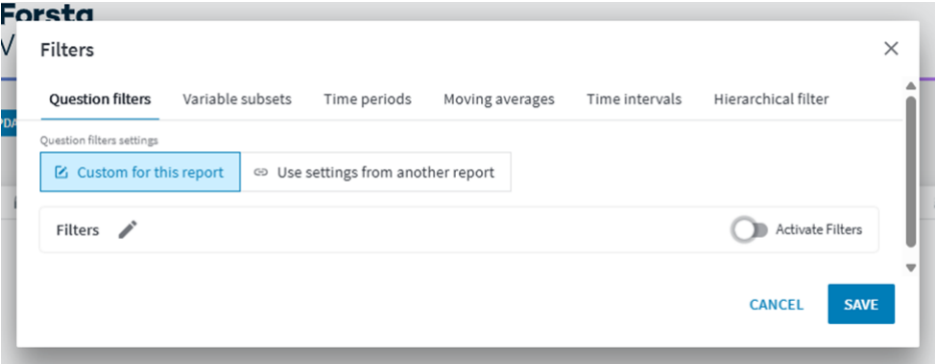 Forsta
V
Filters
Question filters Variable subsets Time periods Moving averages Time intervals Hierarchical filter
PDA
Question filters settings
Custom for this report Use settings from another report
Filters Activate Filters
CANCEL SAVE